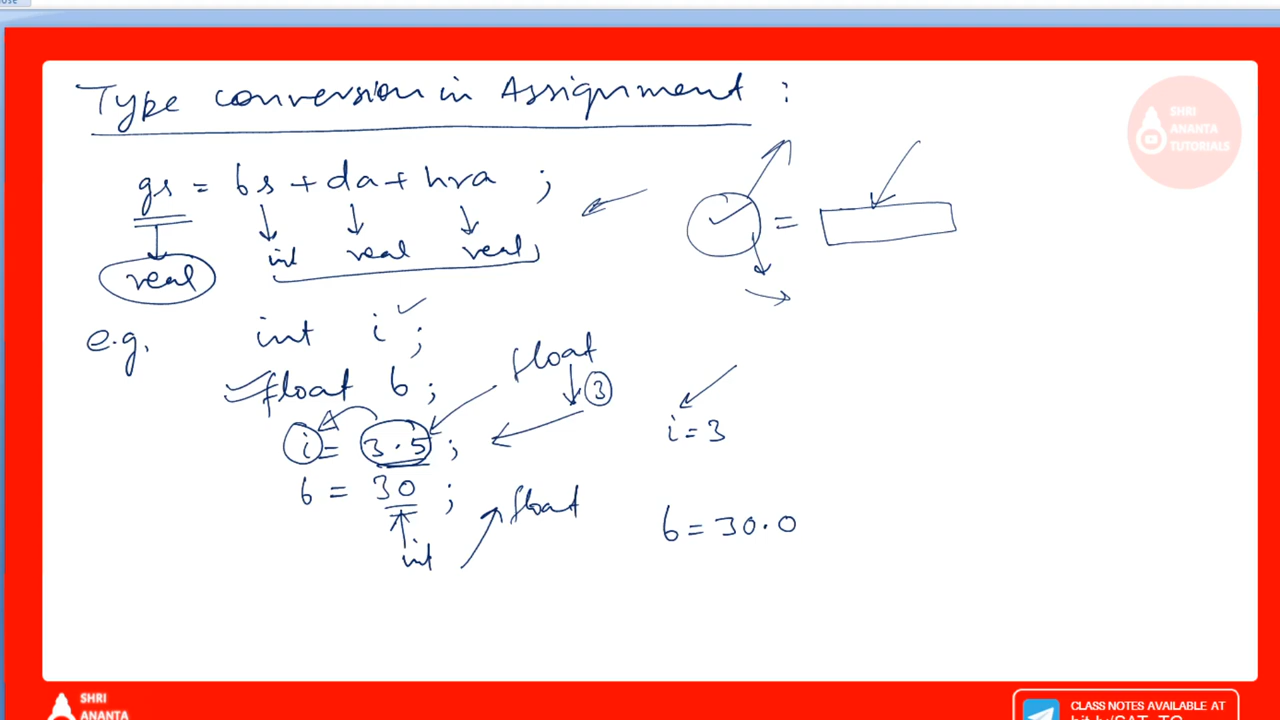 Type conversion in Assignment :
SHRI
ANANTA
TUTORIALS
gs = bs + da + hra ;
=
real int real real
e.g. int i ;
float
float b ;
3
i = 3.5 ;
i = 3
b = 30 ;
float
b = 30.0
int
SHRI
ANANTA
CLASS NOTES AVAILABLE AT